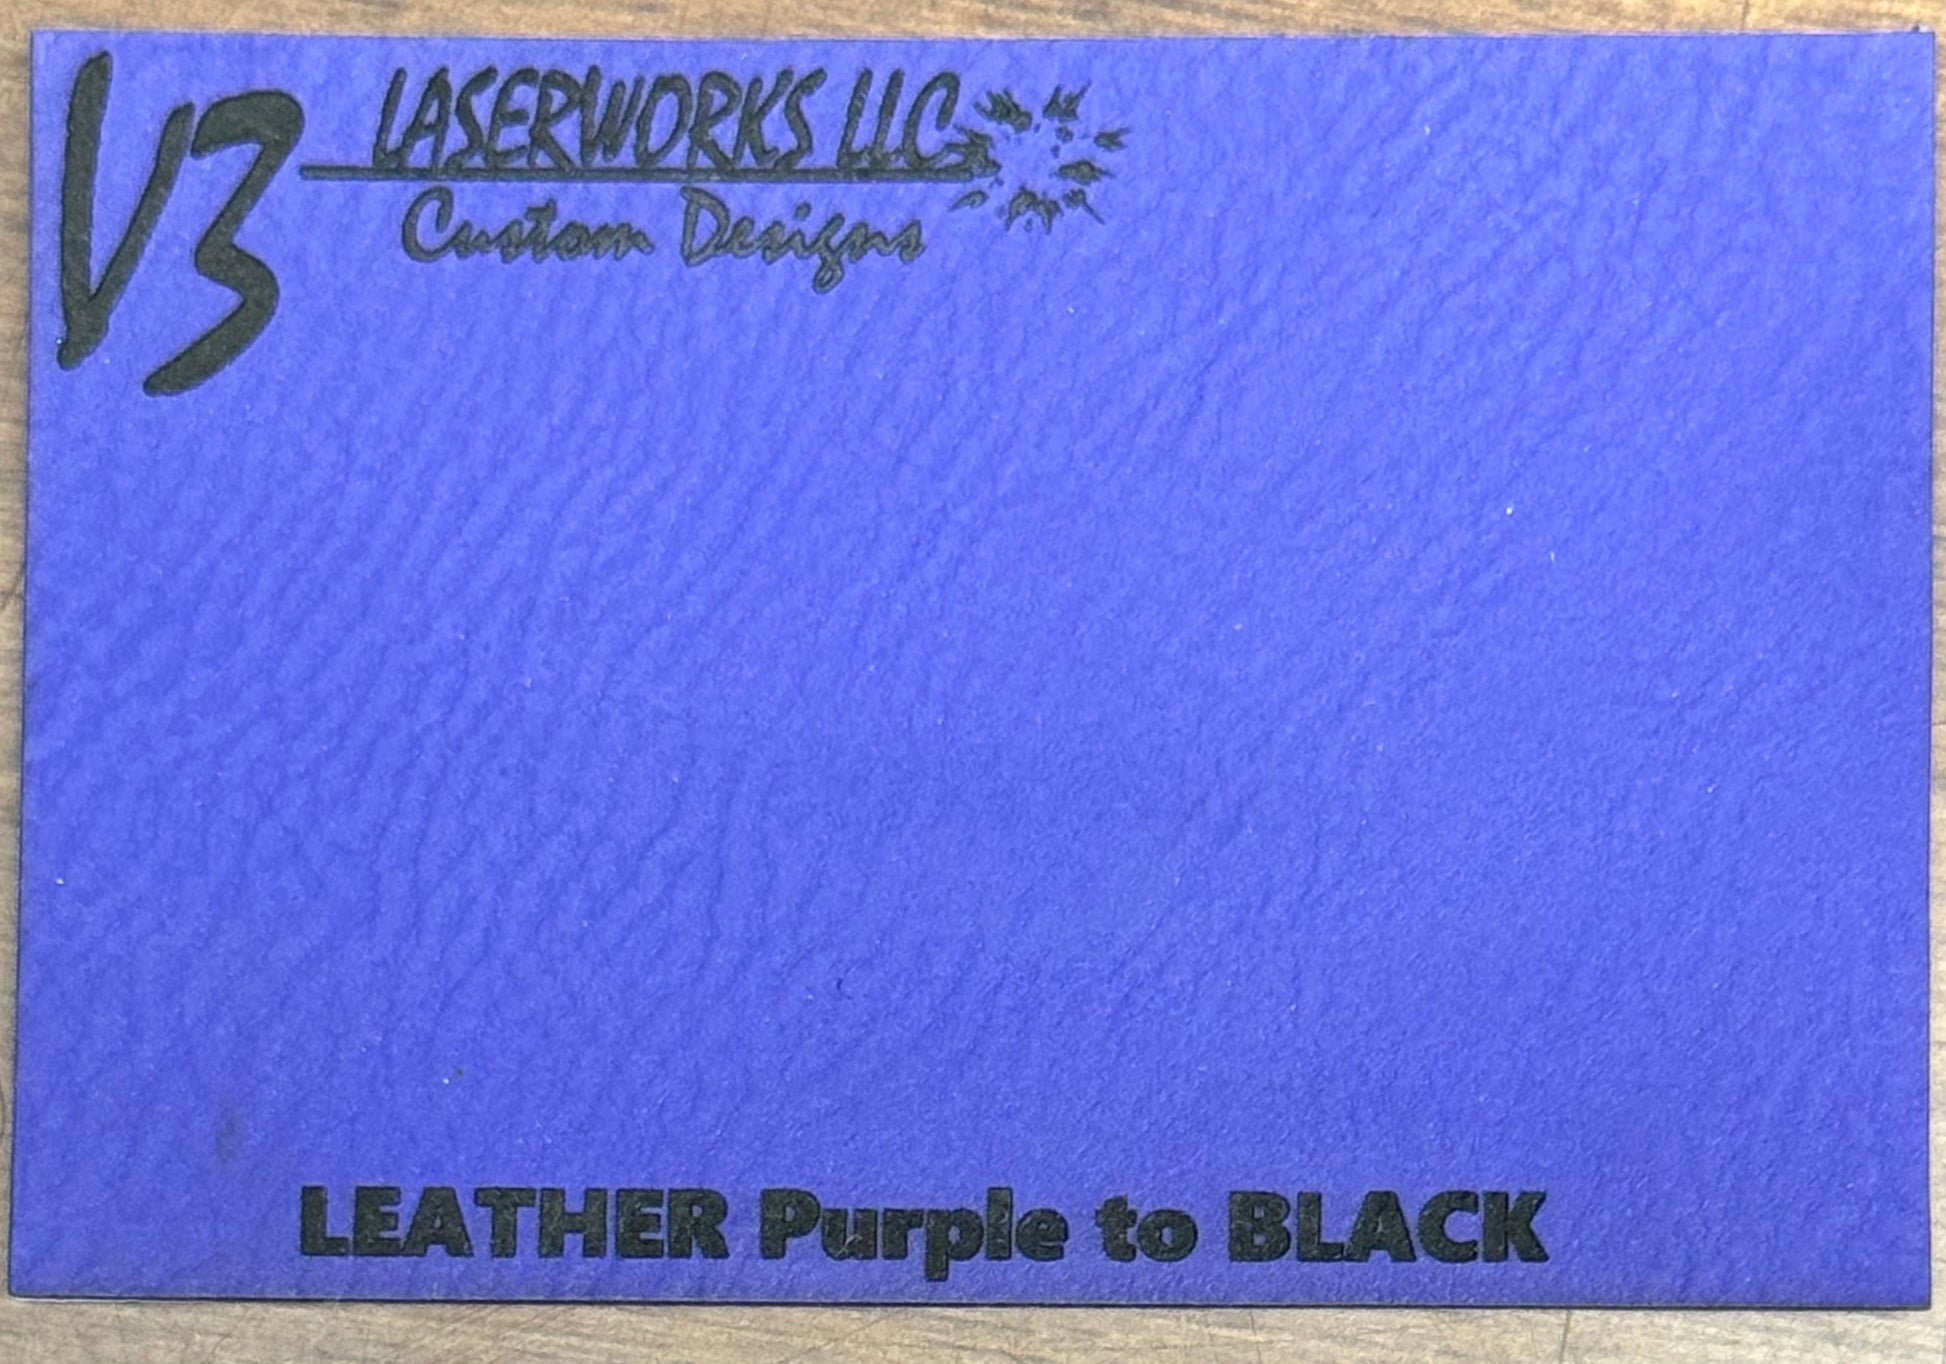 V3 LASERWORKS LLC
Custom Designs
LEATHER Purple to BLACK